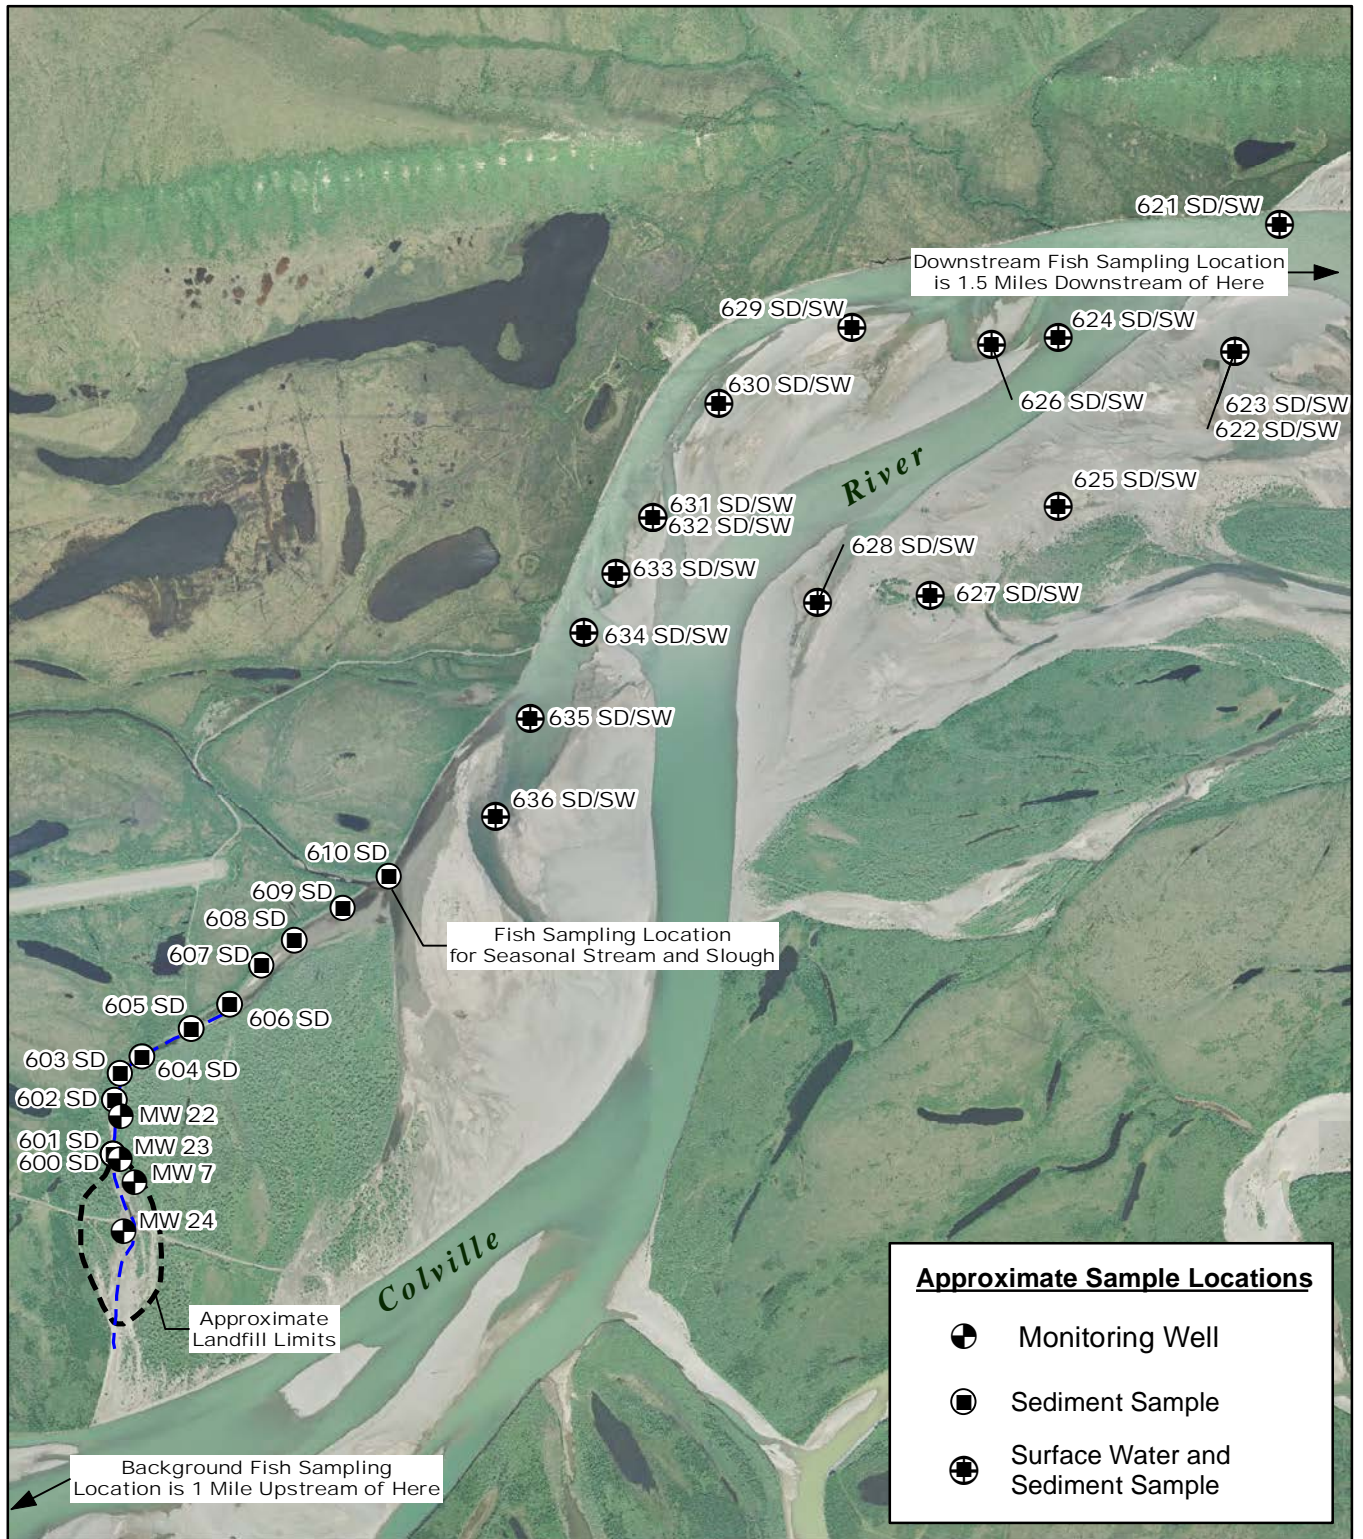 621 SD/SW
Downstream Fish Sampling Location
is 1.5 Miles Downstream of Here
629 SD/SW
624 SD/SW
630 SD/SW
626 SD/SW
623 SD/SW
622 SD/SW
River
625 SD/SW
631 SD/SW
632 SD/SW
628 SD/SW
633 SD/SW
627 SD/SW
634 SD/SW
635 SD/SW
636 SD/SW
610 SD
609 SD
608 SD
Fish Sampling Location
for Seasonal Stream and Slough
607 SD
605 SD
606 SD
603 SD
604 SD
602 SD
MW 22
601 SD
600 SD
MW 23
MW 7
MW 24
Colville
Approximate
Landfill Limits
Background Fish Sampling
Location is 1 Mile Upstream of Here
Approximate Sample Locations
Monitoring Well
Sediment Sample
Surface Water and
Sediment Sample